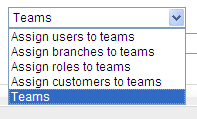 Teams
Assign users to teams
Assign branches to teams
Assign roles to teams
Assign customers to teams
Teams